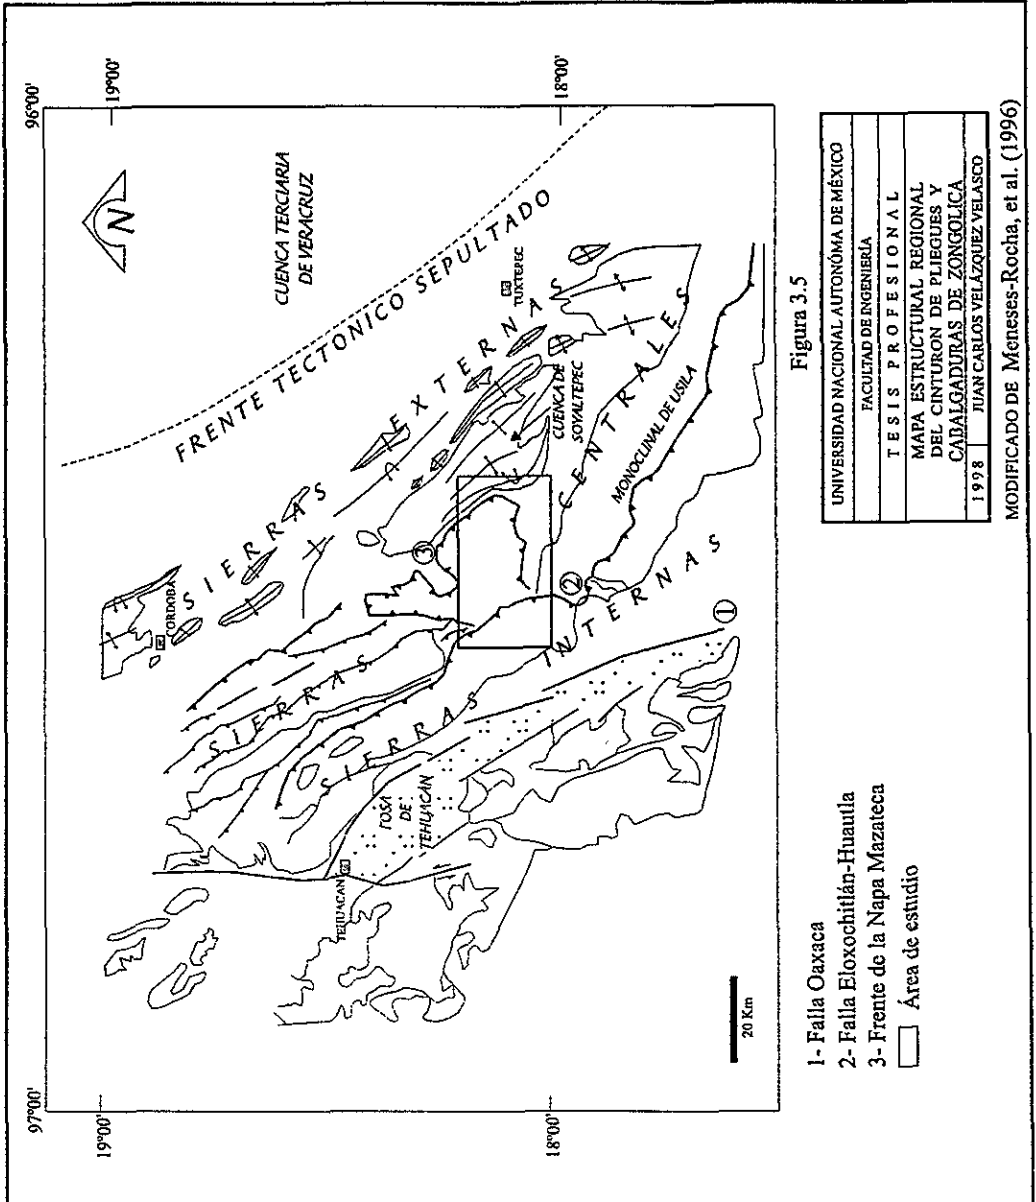 97°00'
96°00'
19°00'
19°00'
18°00'
18°00'
N
CUENCA TERCIARIA
DE VERACRUZ
FRENTE TECTONICO SEPULTADO
SIERRAS EXTERNAS
CORDOBA
TUXTEPEC
CUENCA DE
SOYALTEPEC
SIERRAS CENTRALES
MONOCLINAL DE USILA
SIERRAS INTERNAS
FOSA
DE
TEHUACAN
TEHUACAN
3
2
1
20 Km
1- Falla Oaxaca
2- Falla Eloxochitlán-Huautla
3- Frente de la Napa Mazateca
Área de estudio
Figura 3.5
UNIVERSIDAD NACIONAL AUTONÓMA DE MÉXICO
FACULTAD DE INGENIERÍA
TESIS PROFESIONAL
MAPA ESTRUCTURAL REGIONAL
DEL CINTURON DE PLIEGUES Y
CABALGADURAS DE ZONGOLICA
1998 JUAN CARLOS VELÁZQUEZ VELASCO
MODIFICADO DE Meneses-Rocha, et al. (1996)